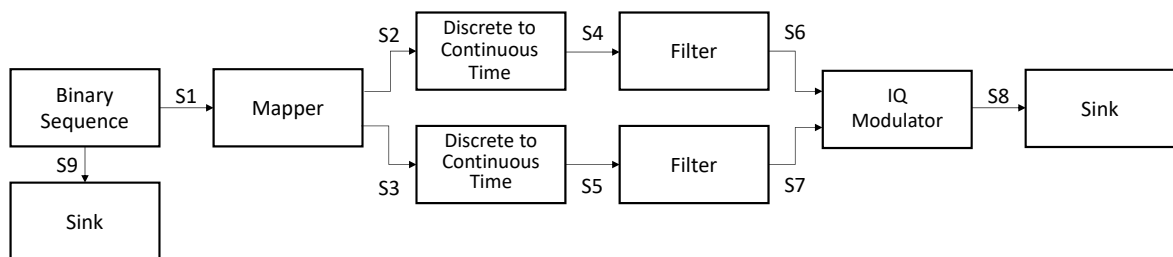 S2
Discrete to
Continuous
Time
S4
Filter
S6
Binary
Sequence
S1
Mapper
IQ
Modulator
S8
Sink
S9
Sink
S3
Discrete to
Continuous
Time
S5
Filter
S7